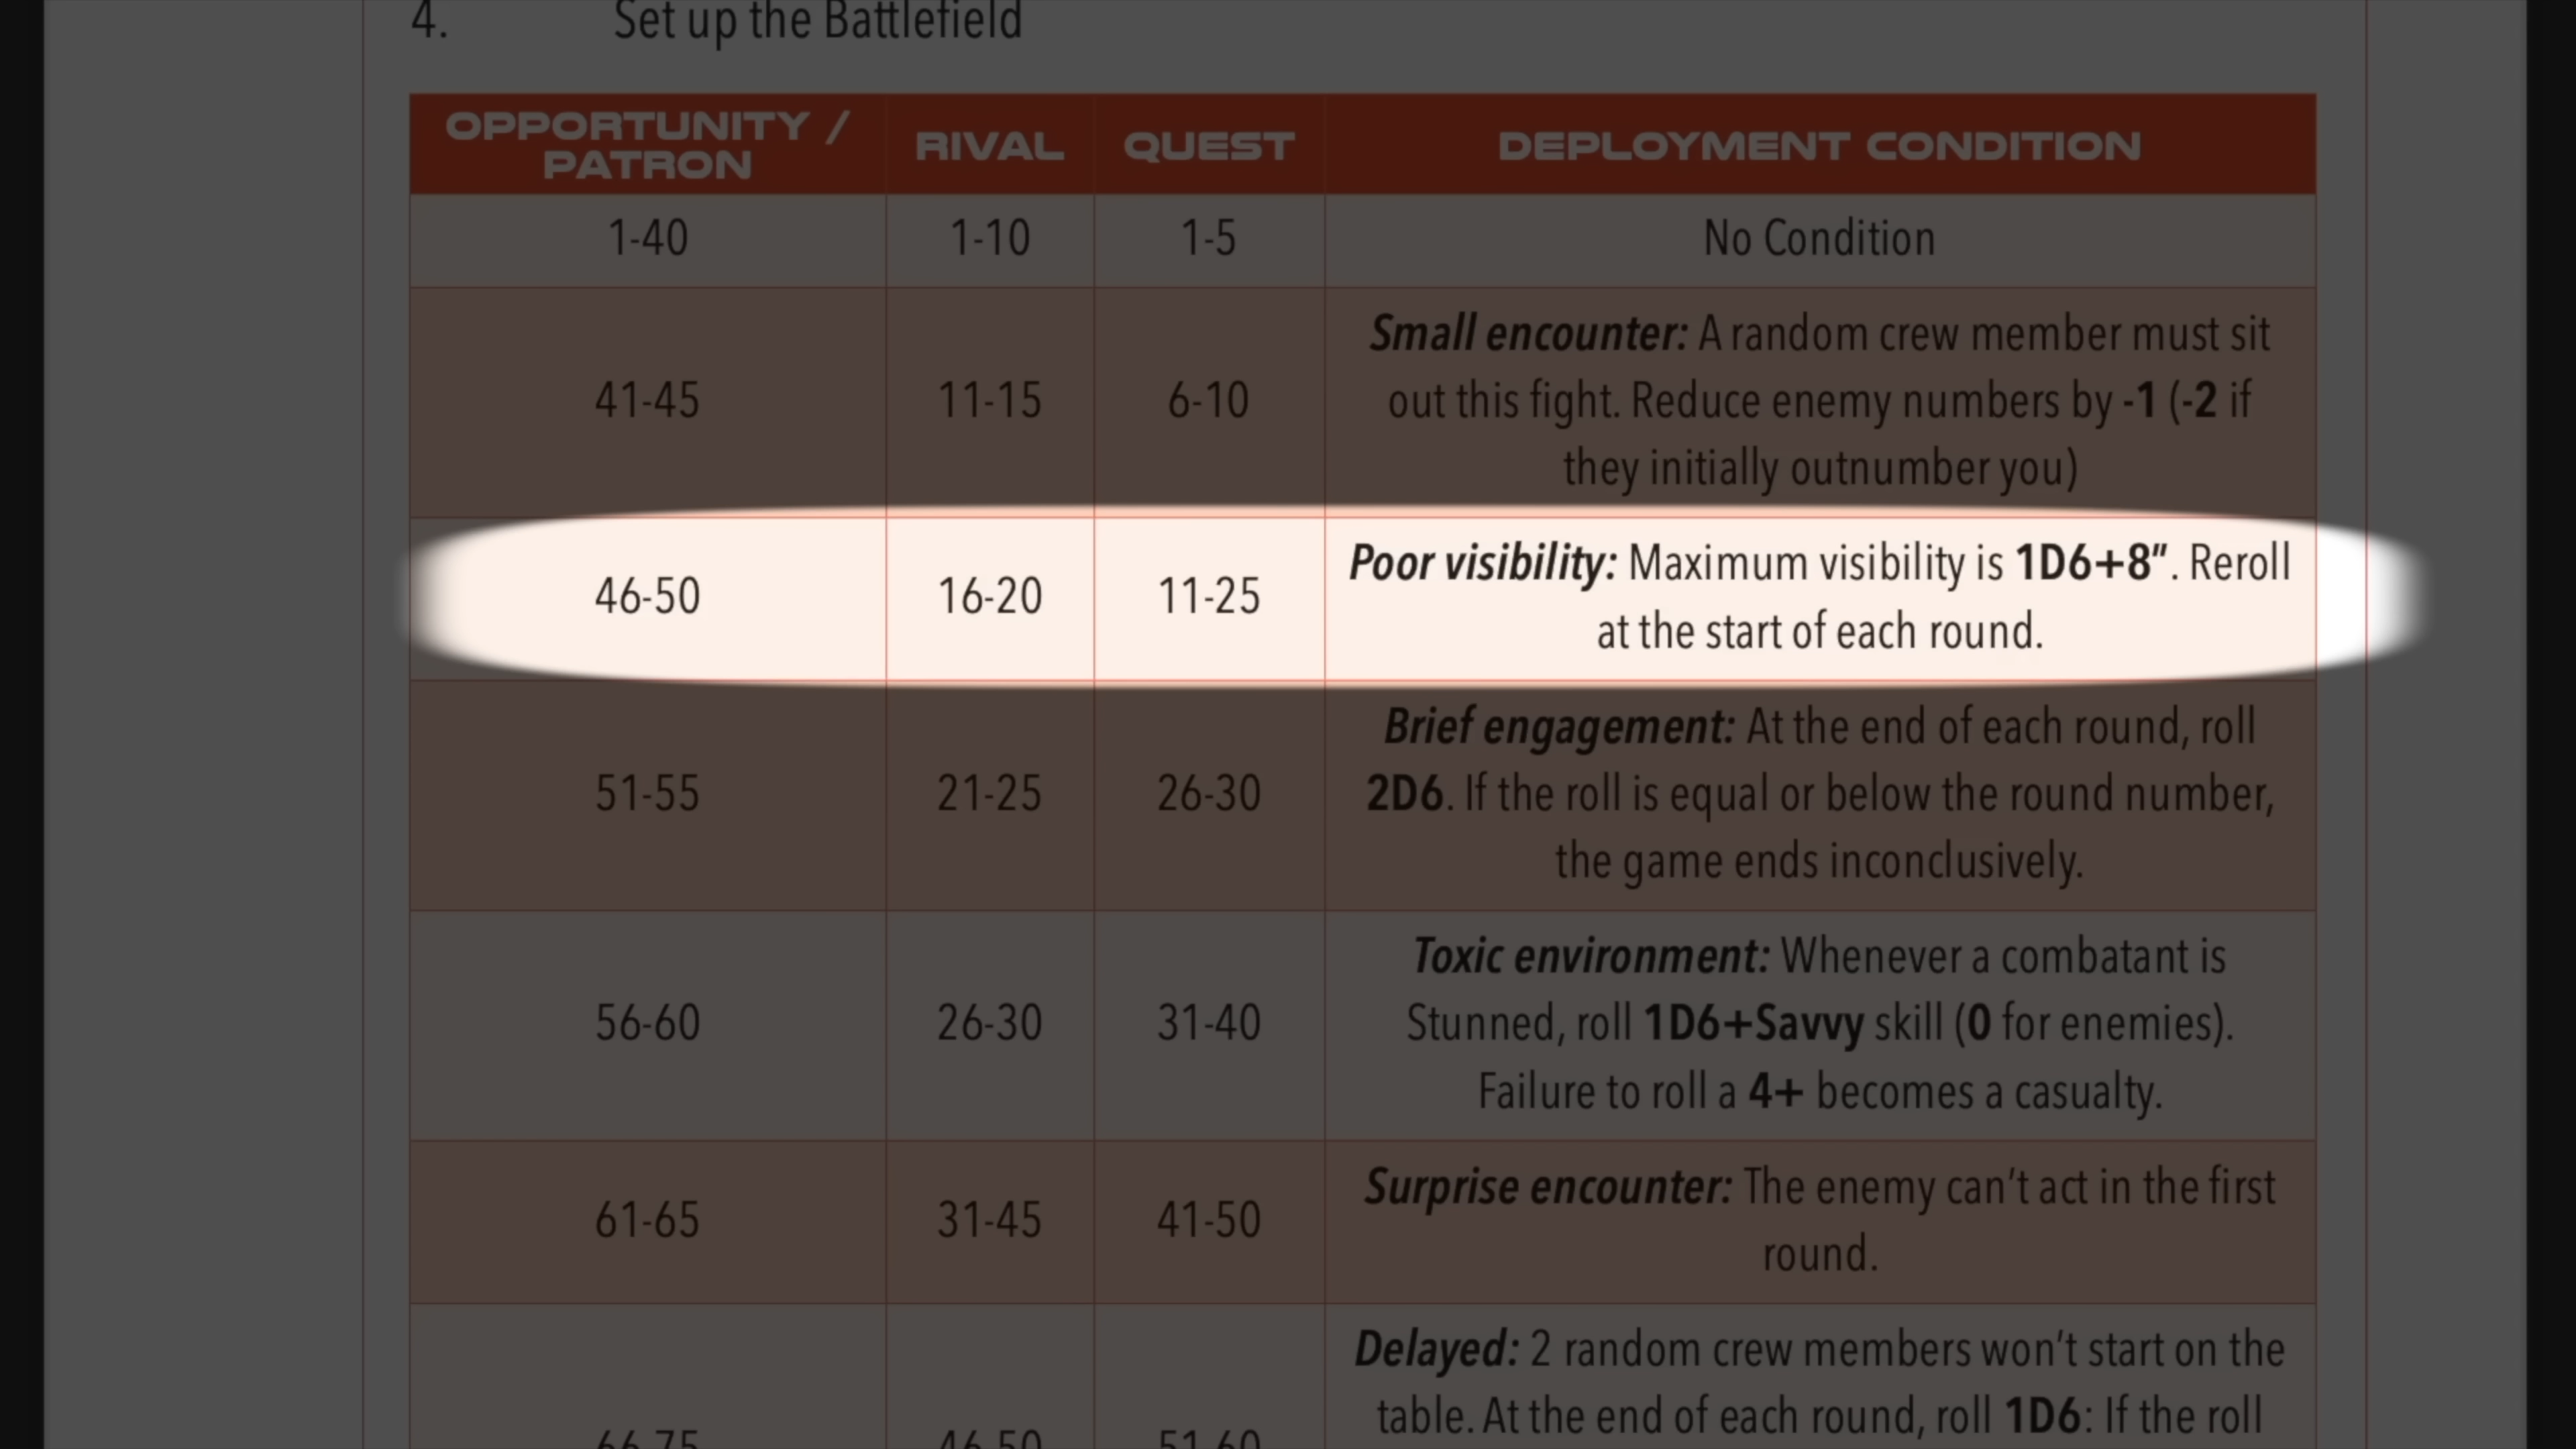 4. Set up the Battlefield
OPPORTUNITY / PATRON RIVAL QUEST DEPLOYMENT CONDITION
1-40 1-10 1-5 No Condition
41-45 11-15 6-10 Small encounter: A random crew member must sit
out this fight. Reduce enemy numbers by -1 (-2 if
they initially outnumber you)
46-50 16-20 11-25 Poor visibility: Maximum visibility is 1D6+8″. Reroll
at the start of each round.
51-55 21-25 26-30 Brief engagement: At the end of each round, roll
2D6. If the roll is equal or below the round number,
the game ends inconclusively.
56-60 26-30 31-40 Toxic environment: Whenever a combatant is
Stunned, roll 1D6+Savvy skill (0 for enemies).
Failure to roll a 4+ becomes a casualty.
61-65 31-45 41-50 Surprise encounter: The enemy can’t act in the first
round.
66-75 46-50 51-60 Delayed: 2 random crew members won’t start on the
table. At the end of each round, roll 1D6: If the roll